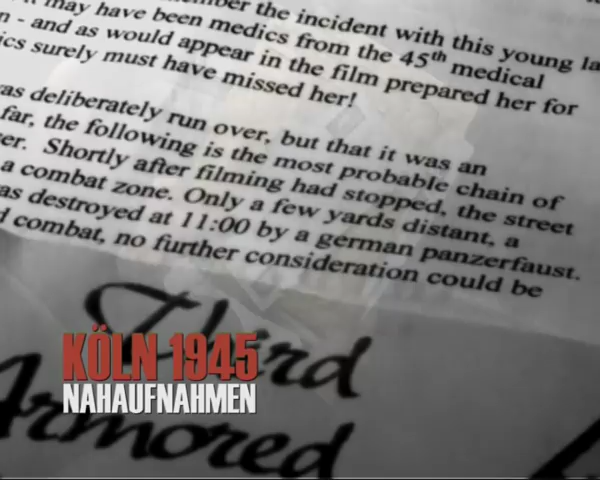 ember the incident with this young la
may have been medics from the 45th medical
n - and as would appear in the film prepared her for
ics surely must have missed her!
was deliberately run over, but that it was an
far, the following is the most probable chain of
er. Shortly after filming had stopped, the street
a combat zone. Only a few yards distant, a
as destroyed at 11:00 by a german panzerfaust.
d combat, no further consideration could be
Third
KÖLN 1945
NAHAUFNAHMEN
Armored